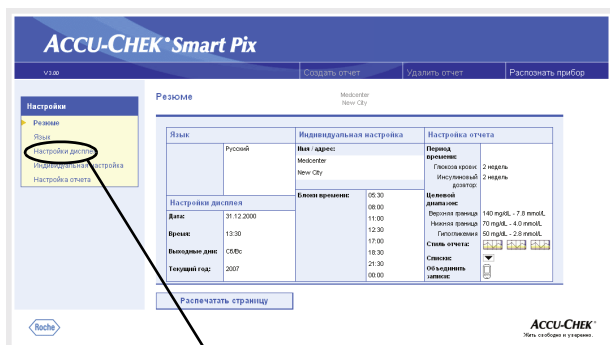 ACCU-CHEK® Smart Pix
V 3.00
Создать отчет
Удалить отчет
Распознать прибор
Настройки
Резюме
Язык
Настройки дисплея
Индивидуальная настройка
Настройка отчета
Резюме
Medcenter
New City
Язык
Русский
Настройки дисплея
Дата: 31.12.2000
Время: 13:30
Выходные дни: Сб/Вс
Текущий год: 2007
Индивидуальная настройка
Имя / адрес:
Medcenter
New City
Блоки времени: 05:30
08:00
11:00
12:30
17:00
18:30
21:30
00:00
Настройка отчета
Период времени:
Глюкоза крови: 2 недель
Инсулиновый дозатор: 2 недель
Целевой диапазон:
Верхняя граница 140 mg/dL - 7.8 mmol/L
Нижняя граница 70 mg/dL - 4.0 mmol/L
Гипогликемия 50 mg/dL - 2.8 mmol/L
Стиль отчета:
Списки:
Объединить записи:
Распечатать страницу
Roche
ACCU-CHEK®
Жить свободно и уверенно.